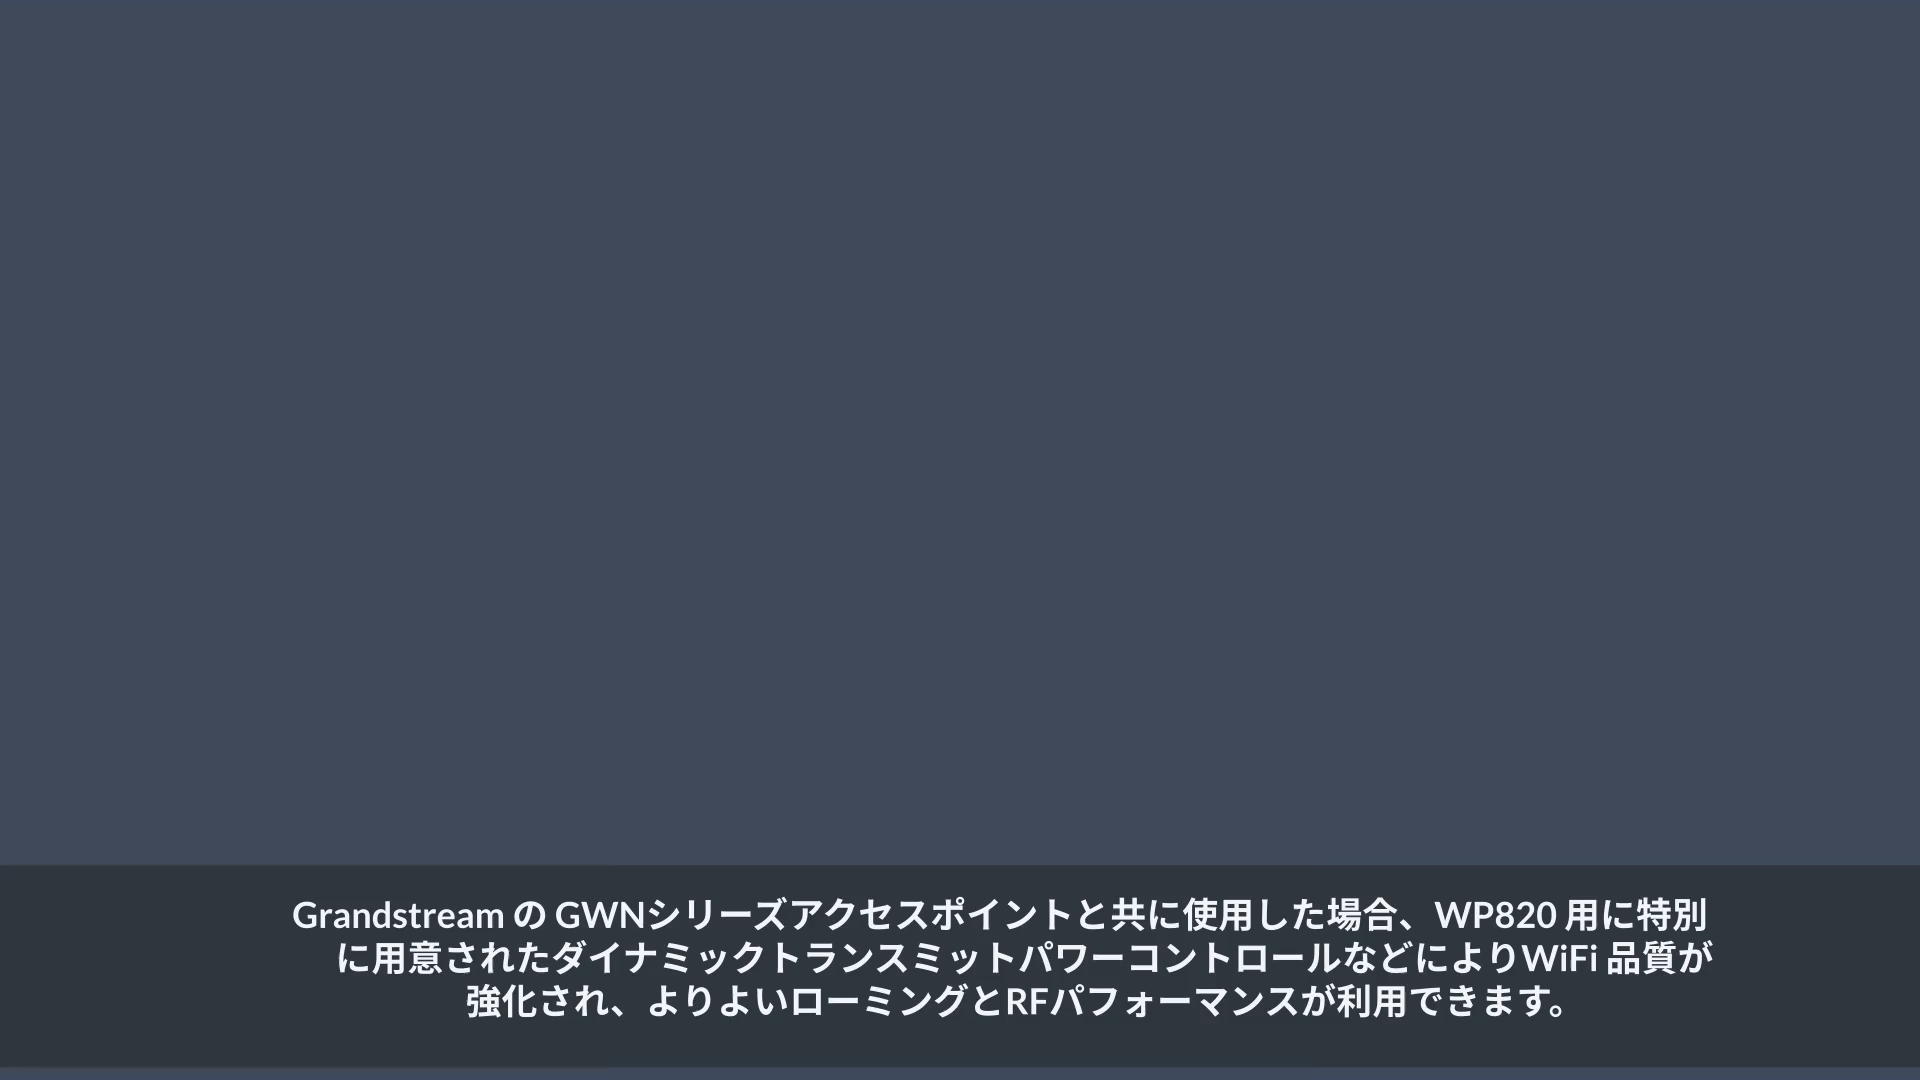 Grandstream の GWNシリーズアクセスポイントと共に使用した場合、WP820 用に特別
に用意されたダイナミックトランスミットパワーコントロールなどによりWiFi 品質が
強化され、よりよいローミングとRFパフォーマンスが利用できます。